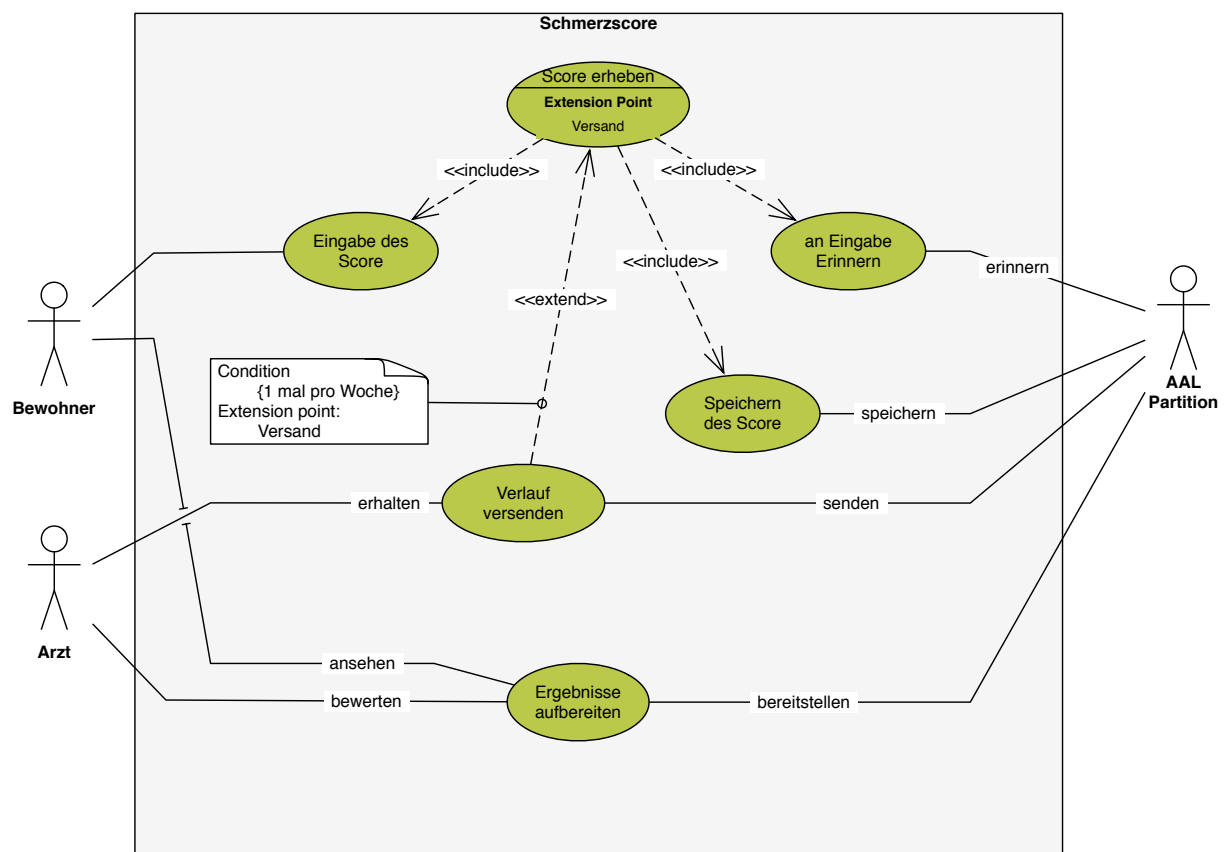 Schmerzscore
Score erheben
Extension Point
Versand
<<include>>
<<include>>
Eingabe des
Score
an Eingabe
Erinnern
erinnern
<<include>>
<<extend>>
Bewohner
AAL
Partition
Condition
{1 mal pro Woche}
Extension point:
Versand
Speichern
des Score
speichern
erhalten
Verlauf
versenden
senden
Arzt
ansehen
bewerten
Ergebnisse
aufbereiten
bereitstellen